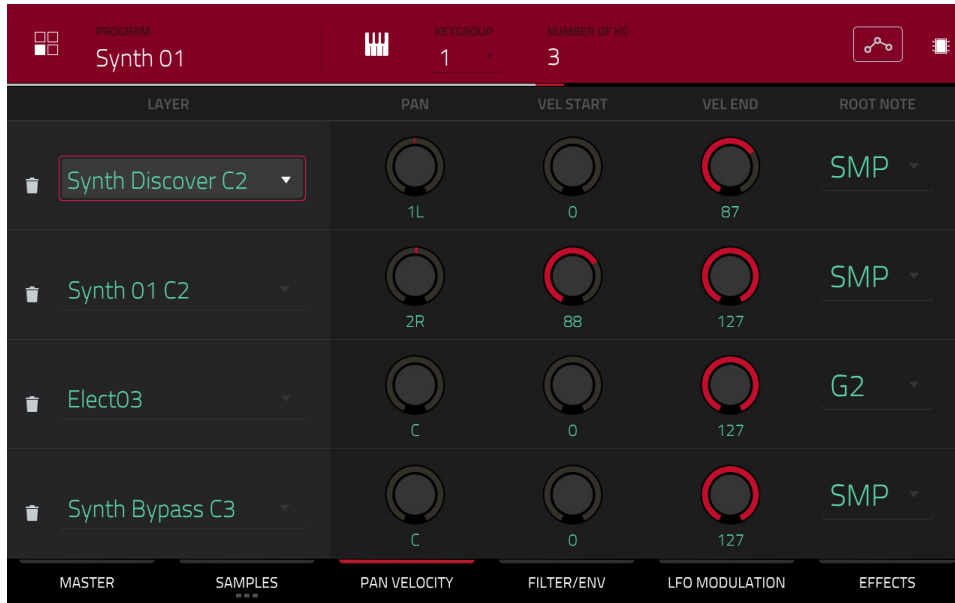 PROGRAM KEYGROUP NUMBER OF KG
Synth 01 1 3
LAYER PAN VEL START VEL END ROOT NOTE
Synth Discover C2 SMP
1L 0 87
Synth 01 C2 SMP
2R 88 127
Elect03 G2
C 0 127
Synth Bypass C3 SMP
C 0 127
MASTER SAMPLES PAN VELOCITY FILTER/ENV LFO MODULATION EFFECTS